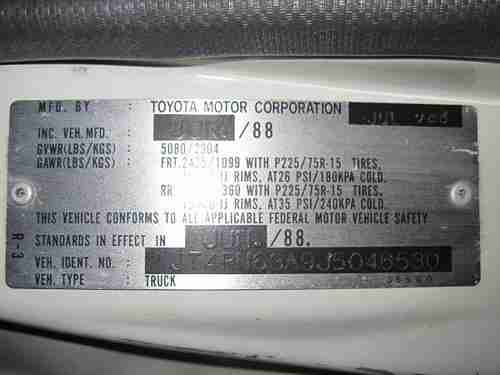 MFD. BY : TOYOTA MOTOR CORPORATION
INC. VEH. MFD. : /88
GVWR(LBS/KGS) : 5080/2304
GAWR(LBS/KGS) : FRT. WITH P225/75R-15 TIRES,
RIMS, AT26 PSI/180KPA COLD.
RR WITH P225/75R-15 TIRES,
RIMS, AT35 PSI/240KPA COLD.
THIS VEHICLE CONFORMS TO ALL APPLICABLE FEDERAL MOTOR VEHICLE SAFETY
STANDARDS IN EFFECT IN /88.
VEH. IDENT. NO. :
VEH. TYPE : TRUCK
R-3